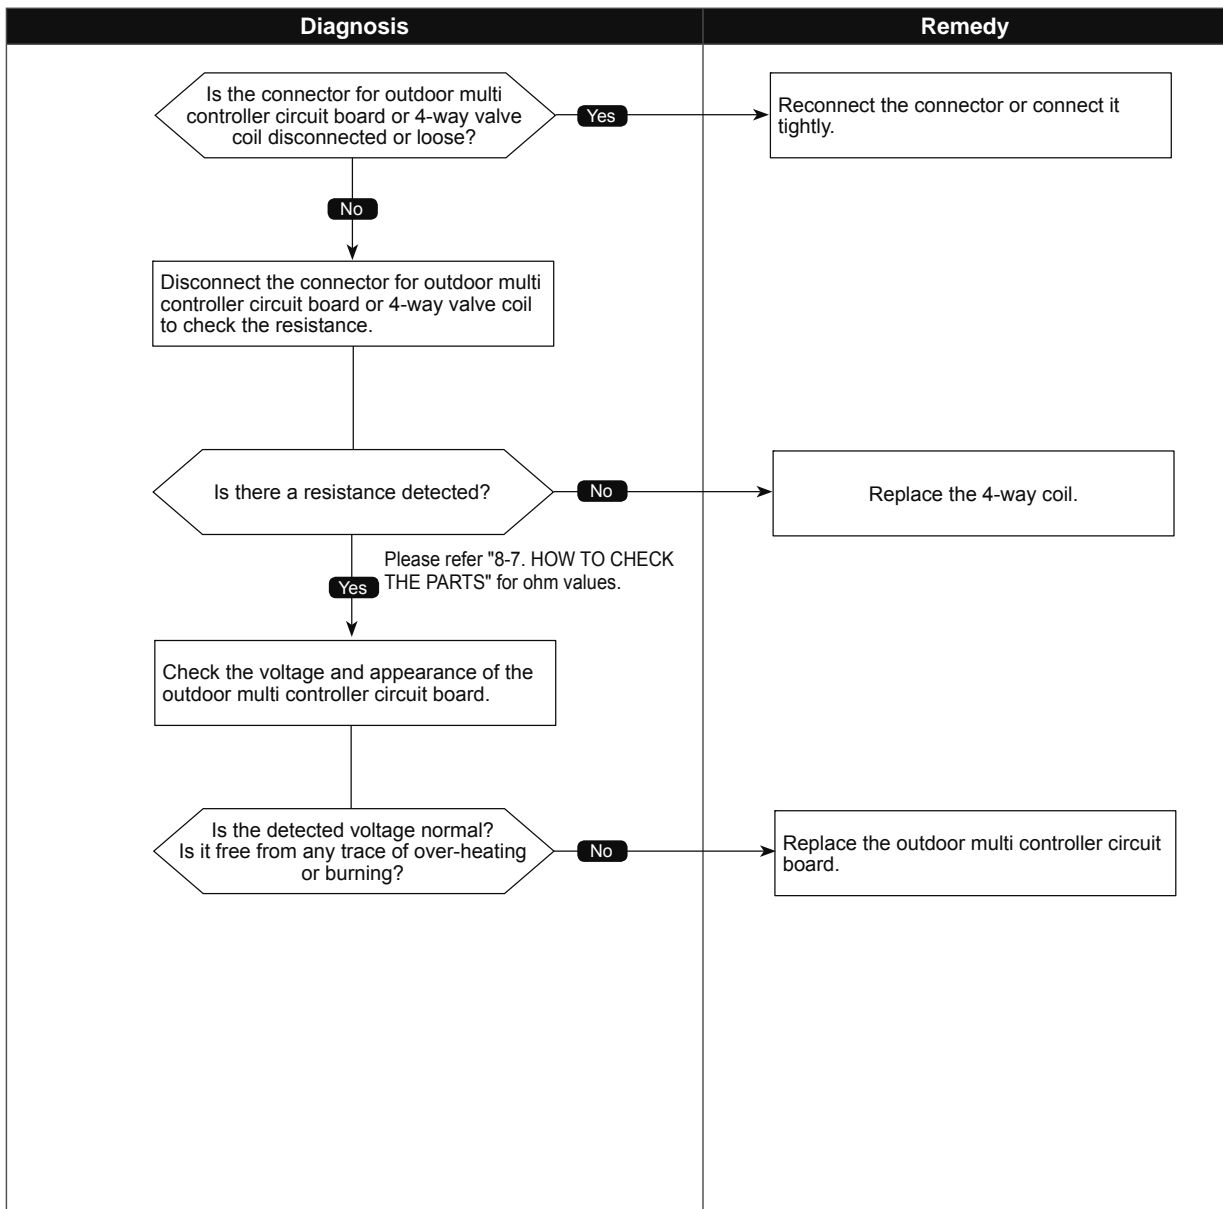 Diagnosis
Remedy
Is the connector for outdoor multi
controller circuit board or 4-way valve
coil disconnected or loose?
Yes
Reconnect the connector or connect it
tightly.
No
Disconnect the connector for outdoor multi
controller circuit board or 4-way valve coil
to check the resistance.
Is there a resistance detected?
No
Replace the 4-way coil.
Please refer "8-7. HOW TO CHECK
THE PARTS" for ohm values.
Yes
Check the voltage and appearance of the
outdoor multi controller circuit board.
Is the detected voltage normal?
Is it free from any trace of over-heating
or burning?
No
Replace the outdoor multi controller circuit
board.